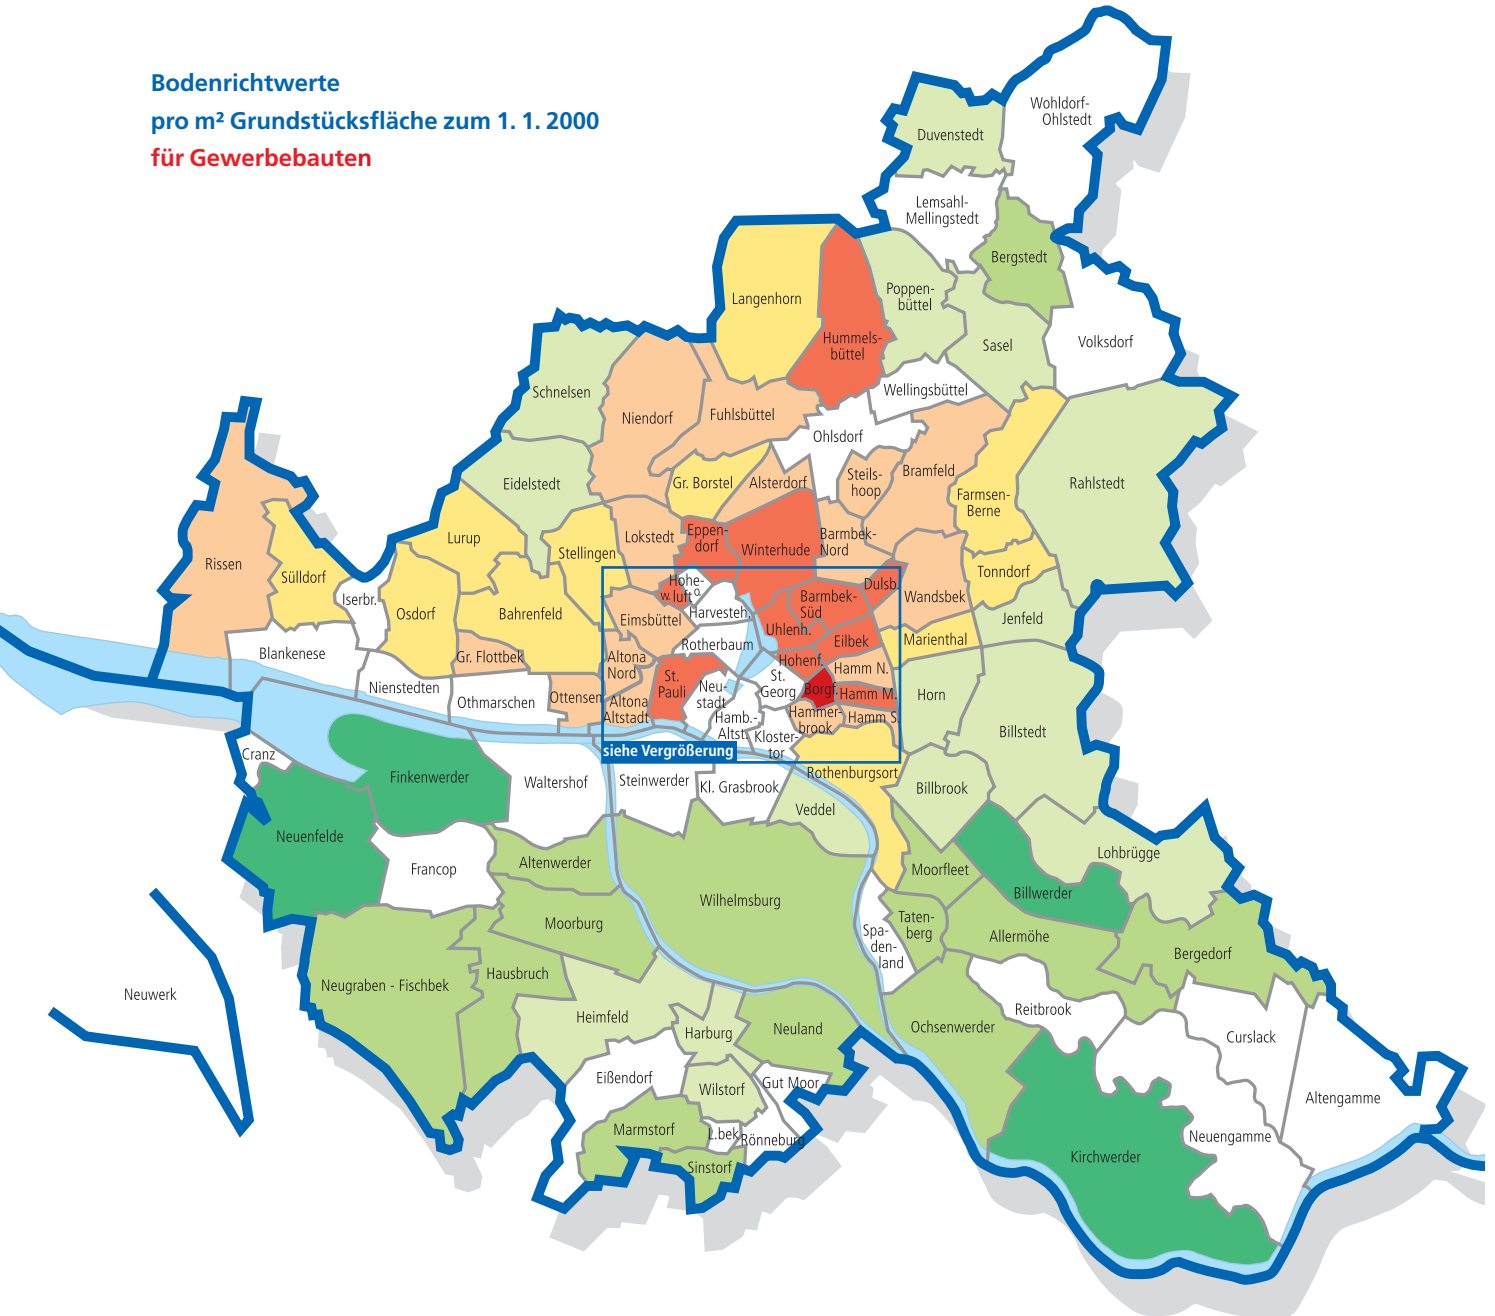 Bodenrichtwerte
pro m² Grundstücksfläche zum 1. 1. 2000
für Gewerbebauten
Wohldorf-
Ohlstedt
Duvenstedt
Lemsahl-
Mellingstedt
Bergstedt
Poppen-
büttel
Langenhorn
Hummels-
büttel
Sasel
Volksdorf
Wellingsbüttel
Schnelsen
Niendorf
Fuhlsbüttel
Ohlsdorf
Bramfeld
Steils-
hoop
Gr. Borstel
Alsterdorf
Eidelstedt
Farmsen-
Berne
Rahlstedt
Lurup
Stellingen
Lokstedt
Eppen-
dorf
Winterhude
Barmbek-
Nord
Rissen
Sülldorf
Iserbr.
Osdorf
Bahrenfeld
Hohe-
w. luft o.
Harvesteh.
Eimsbüttel
Barmbek-
Süd
Dulsb.
Wandsbek
Tonndorf
Jenfeld
Marienthal
Uhlenh.
Eilbek
Rotherbaum
Blankenese
Gr. Flottbek
Altona
Nord
Hohenf.
Hamm N.
St.
Pauli
Neu-
stadt
St.
Georg
Borgf.
Hamm M.
Horn
Nienstedten
Othmarschen
Ottensen
Altona
Altstadt
Hamb.-
Altst.
Hammer-
brook
Hamm S.
Kloster-
tor
Billstedt
siehe Vergrößerung
Cranz
Finkenwerder
Waltershof
Steinwerder
Kl. Grasbrook
Rothenburgsort
Billbrook
Veddel
Neuenfelde
Francop
Altenwerder
Wilhelmsburg
Moorfleet
Lohbrügge
Billwerder
Moorburg
Spa-
den-
land
Taten-
berg
Allermöhe
Bergedorf
Neuwerk
Neugraben - Fischbek
Hausbruch
Heimfeld
Harburg
Neuland
Ochsenwerder
Reitbrook
Curslack
Eißendorf
Wilstorf
Gut Moor
Altengamme
Marmstorf
L.bek
Rönneburg
Neuengamme
Sinstorf
Kirchwerder